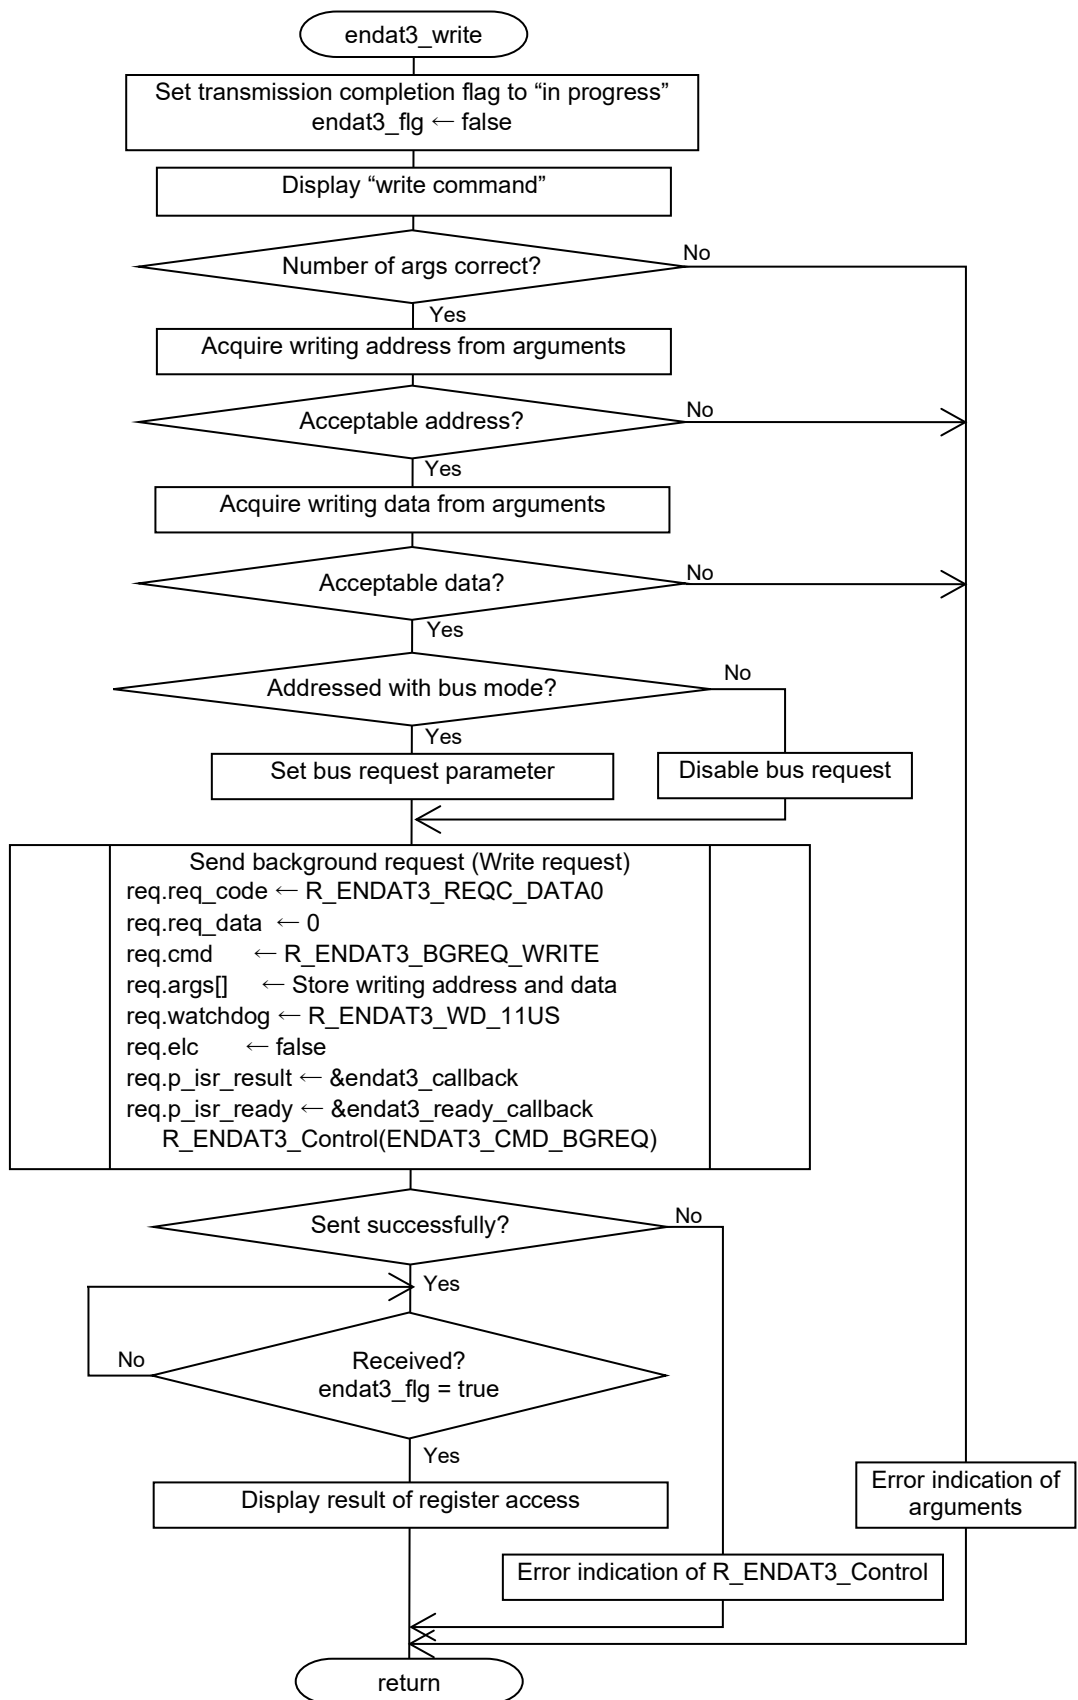 endat3_write
Set transmission completion flag to “in progress”
endat3_flg ← false
Display “write command”
Number of args correct?
No
Yes
Acquire writing address from arguments
Acceptable address?
No
Yes
Acquire writing data from arguments
Acceptable data?
No
Yes
Addressed with bus mode?
No
Yes
Set bus request parameter
Disable bus request
Send background request (Write request)
req.req_code ← R_ENDAT3_REQC_DATA0
req.req_data ← 0
req.cmd ← R_ENDAT3_BGREQ_WRITE
req.args[] ← Store writing address and data
req.watchdog ← R_ENDAT3_WD_11US
req.elc ← false
req.p_isr_result ← &endat3_callback
req.p_isr_ready ← &endat3_ready_callback
R_ENDAT3_Control(ENDAT3_CMD_BGREQ)
Sent successfully?
No
Yes
Received?
endat3_flg = true
No
Yes
Display result of register access
Error indication of
arguments
Error indication of R_ENDAT3_Control
return